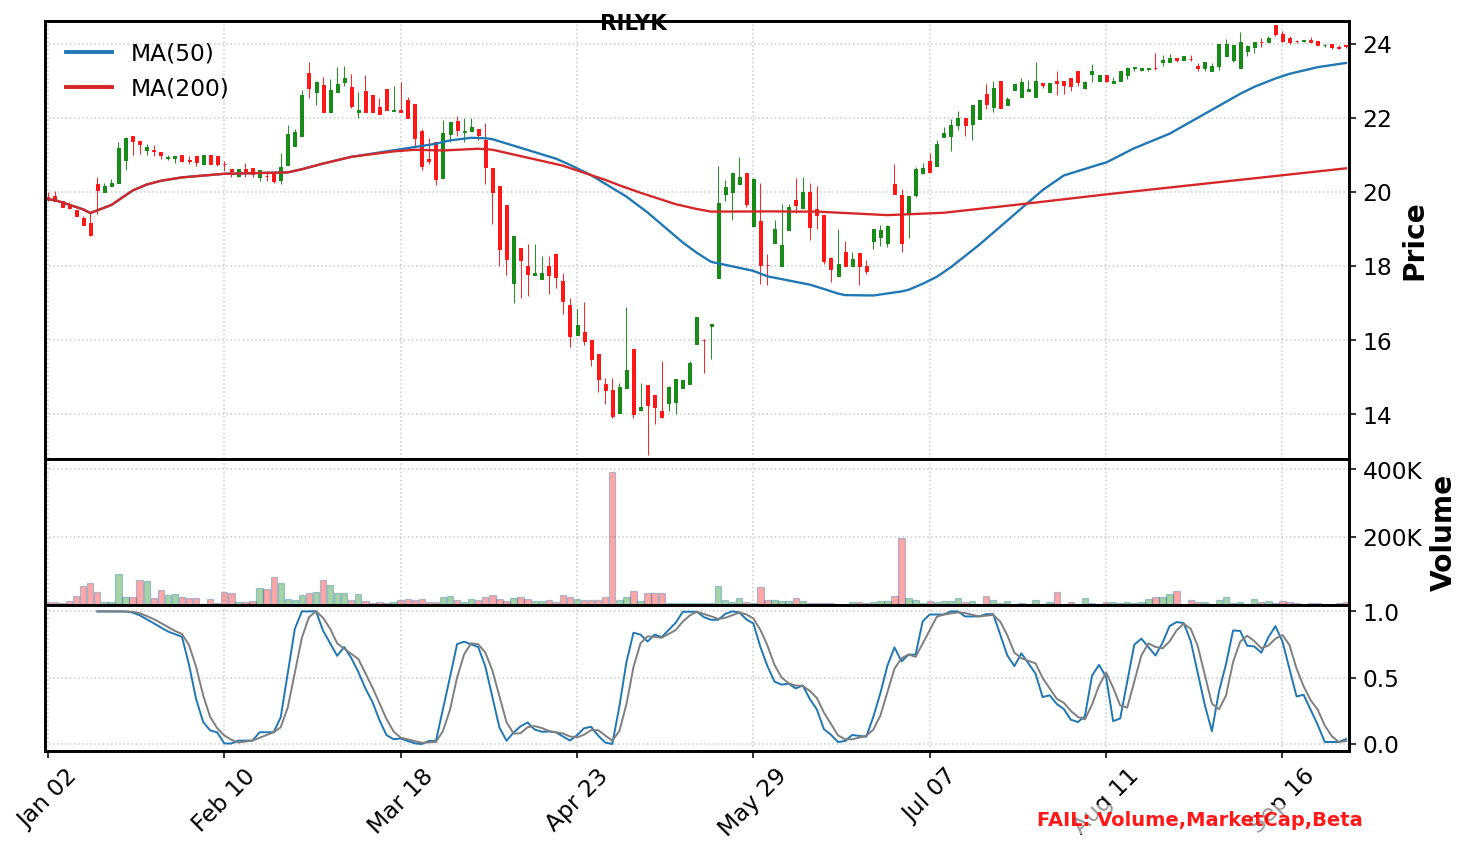 RILYK
MA(50)
MA(200)
24
22
20
18
16
14
Price
400K
200K
Volume
1.0
0.5
0.0
Jan 02
Feb 10
Mar 18
Apr 23
May 29
Jul 07
Aug 11
Sep 16
FAIL: Volume,MarketCap,Beta